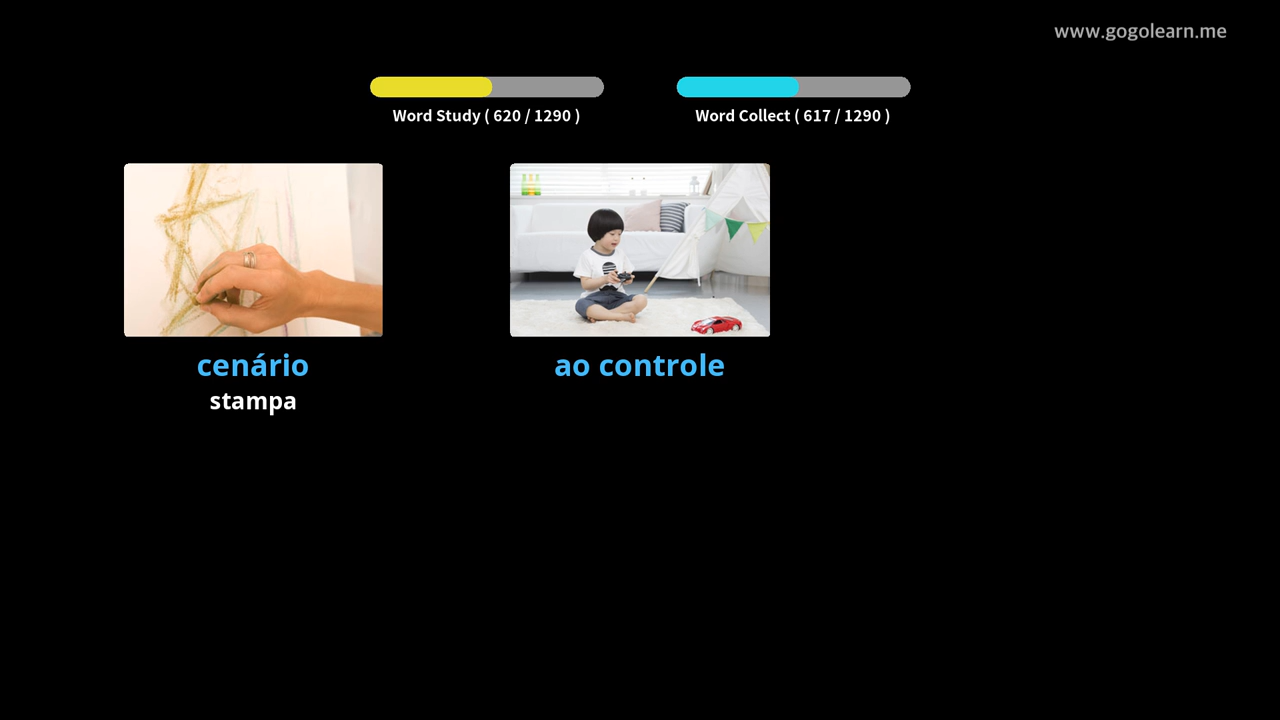 www.gogolearn.me
Word Study ( 620 / 1290 )
Word Collect ( 617 / 1290 )
cenário
stampa
ao controle